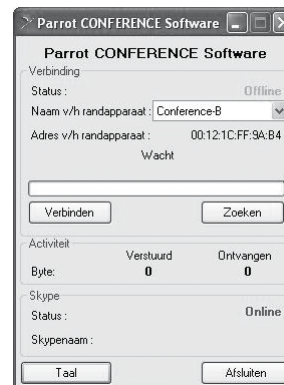 Parrot CONFERENCE Software
Parrot CONFERENCE Software
Verbinding
Status : Offline
Naam v/h randapparaat : Conference-B
Adres v/h randapparaat : 00:12:1C:FF:9A:B4
Wacht
Verbinden Zoeken
Activiteit
Verstuurd Ontvangen
Byte: 0 0
Skype
Status : Online
Skypenaam :
Taal Afsluiten